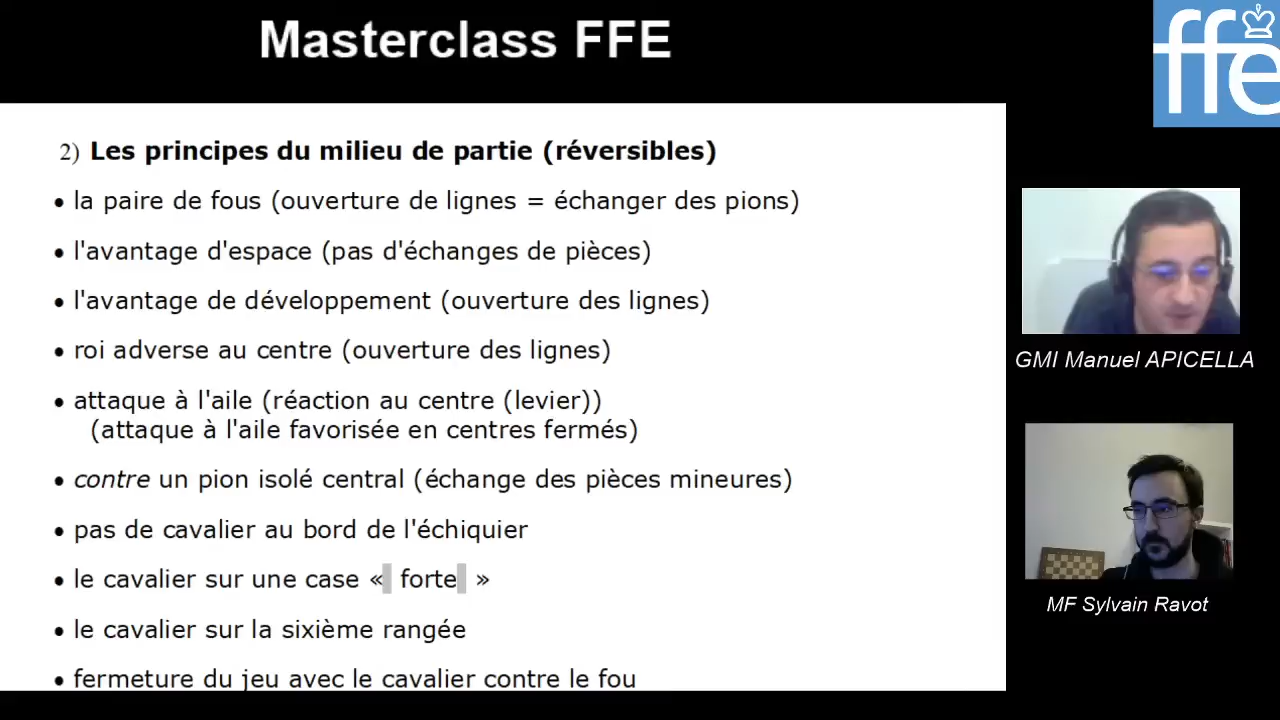 Masterclass FFE
ffe
2) Les principes du milieu de partie (réversibles)
• la paire de fous (ouverture de lignes = échanger des pions)
• l'avantage d'espace (pas d'échanges de pièces)
• l'avantage de développement (ouverture des lignes)
• roi adverse au centre (ouverture des lignes)
• attaque à l'aile (réaction au centre (levier))
(attaque à l'aile favorisée en centres fermés)
• contre un pion isolé central (échange des pièces mineures)
• pas de cavalier au bord de l'échiquier
• le cavalier sur une case « forte »
• le cavalier sur la sixième rangée
• fermeture du jeu avec le cavalier contre le fou
GMI Manuel APICELLA
MF Sylvain Ravot